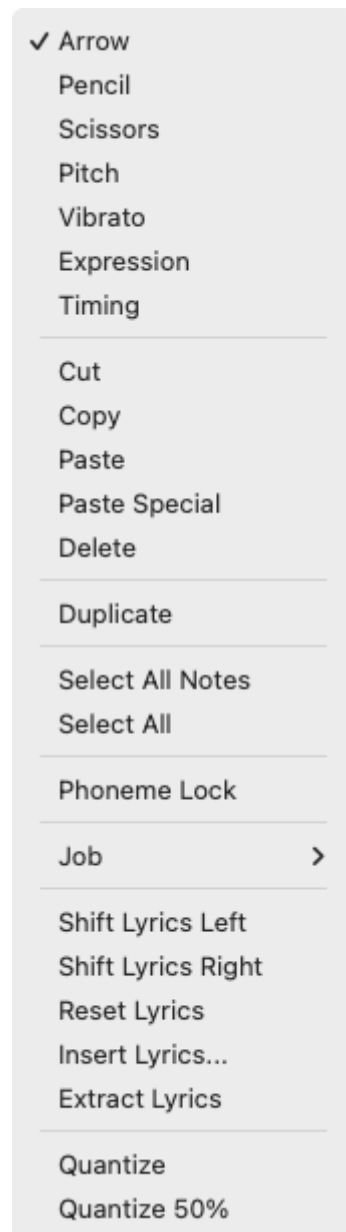 Arrow
Pencil
Scissors
Pitch
Vibrato
Expression
Timing
Cut
Copy
Paste
Paste Special
Delete
Duplicate
Select All Notes
Select All
Phoneme Lock
Job
Shift Lyrics Left
Shift Lyrics Right
Reset Lyrics
Insert Lyrics...
Extract Lyrics
Quantize
Quantize 50%